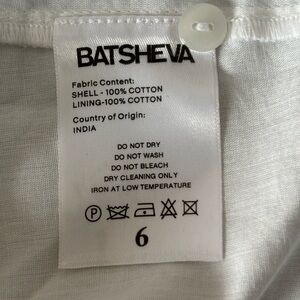 BATSHEVA
Fabric Content:
SHELL - 100% COTTON
LINING-100% COTTON
Country of Origin:
INDIA
DO NOT DRY
DO NOT WASH
DO NOT BLEACH
DRY CLEANING ONLY
IRON AT LOW TEMPERATURE
P
6